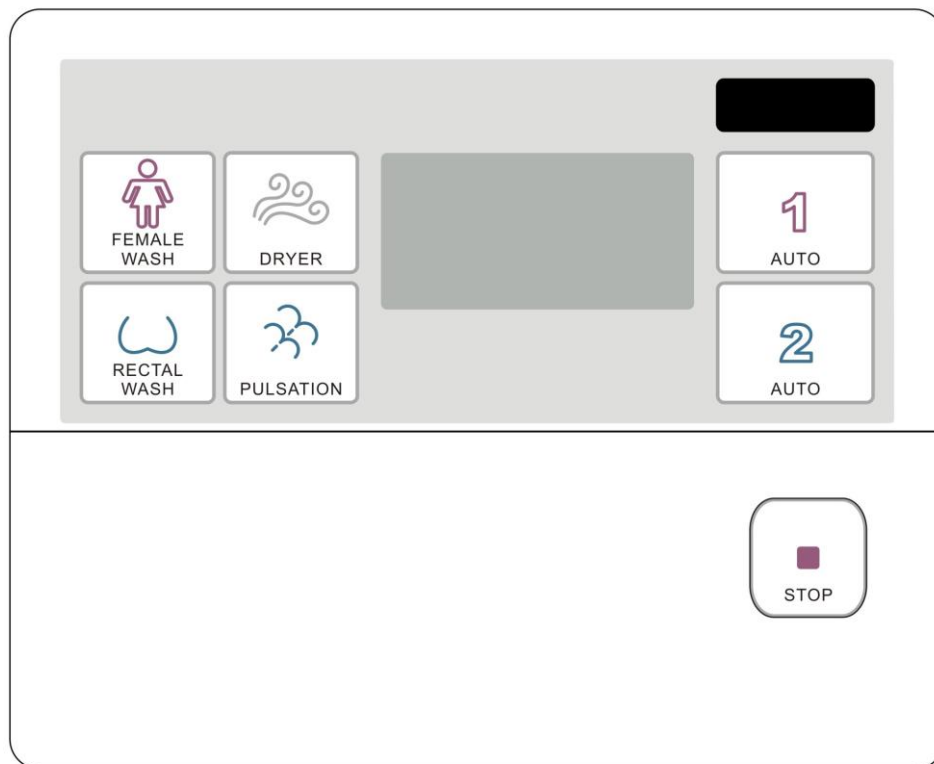 FEMALE
WASH
DRYER
1
AUTO
RECTAL
WASH
PULSATION
2
AUTO
STOP